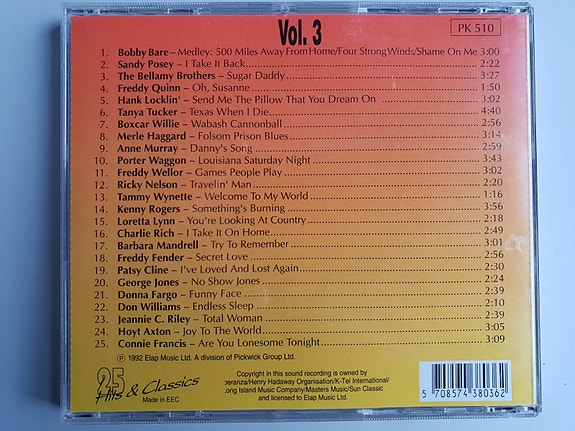 Vol. 3
PK 510
1. Bobby Bare – Medley: 500 Miles Away From Home/Four Strong Winds/Shame On Me 3:00
2. Sandy Posey – I Take It Back 2:22
3. The Bellamy Brothers – Sugar Daddy 3:27
4. Freddy Quinn – Oh, Susanne 1:50
5. Hank Locklin' – Send Me The Pillow That You Dream On 3:02
6. Tanya Tucker – Texas When I Die 4:40
7. Boxcar Willie – Wabash Cannonball 2:56
8. Merle Haggard – Folsom Prison Blues 3:14
9. Anne Murray – Danny's Song 2:59
10. Porter Waggon – Louisiana Saturday Night 3:43
11. Freddy Wellor – Games People Play 3:02
12. Ricky Nelson – Travelin' Man 2:20
13. Tammy Wynette – Welcome To My World 1:16
14. Kenny Rogers – Something's Burning 3:56
15. Loretta Lynn – You're Looking At Country 2:18
16. Charlie Rich – I Take It On Home 2:49
17. Barbara Mandrell – Try To Remember 3:01
18. Freddy Fender – Secret Love 2:56
19. Patsy Cline – I've Loved And Lost Again 2:30
20. George Jones – No Show Jones 2:24
21. Donna Fargo – Funny Face 2:39
22. Don Williams – Endless Sleep 2:10
23. Jeannie C. Riley – Total Woman 2:39
24. Hoyt Axton – Joy To The World 3:09
25. Connie Francis – Are You Lonesome Tonight 3:05
℗ 1992 Elap Music Ltd. A division of Pickwick Group Ltd.
25
Hits & Classics
Made in EEC
Copyright in this sound recording is owned by
peranza/Henry Hadaway Organisation/K-Tel International/
ong Island Music Company/Masters Music/Sun Classic
and licensed to Elap Music Ltd.
5 708574 380362